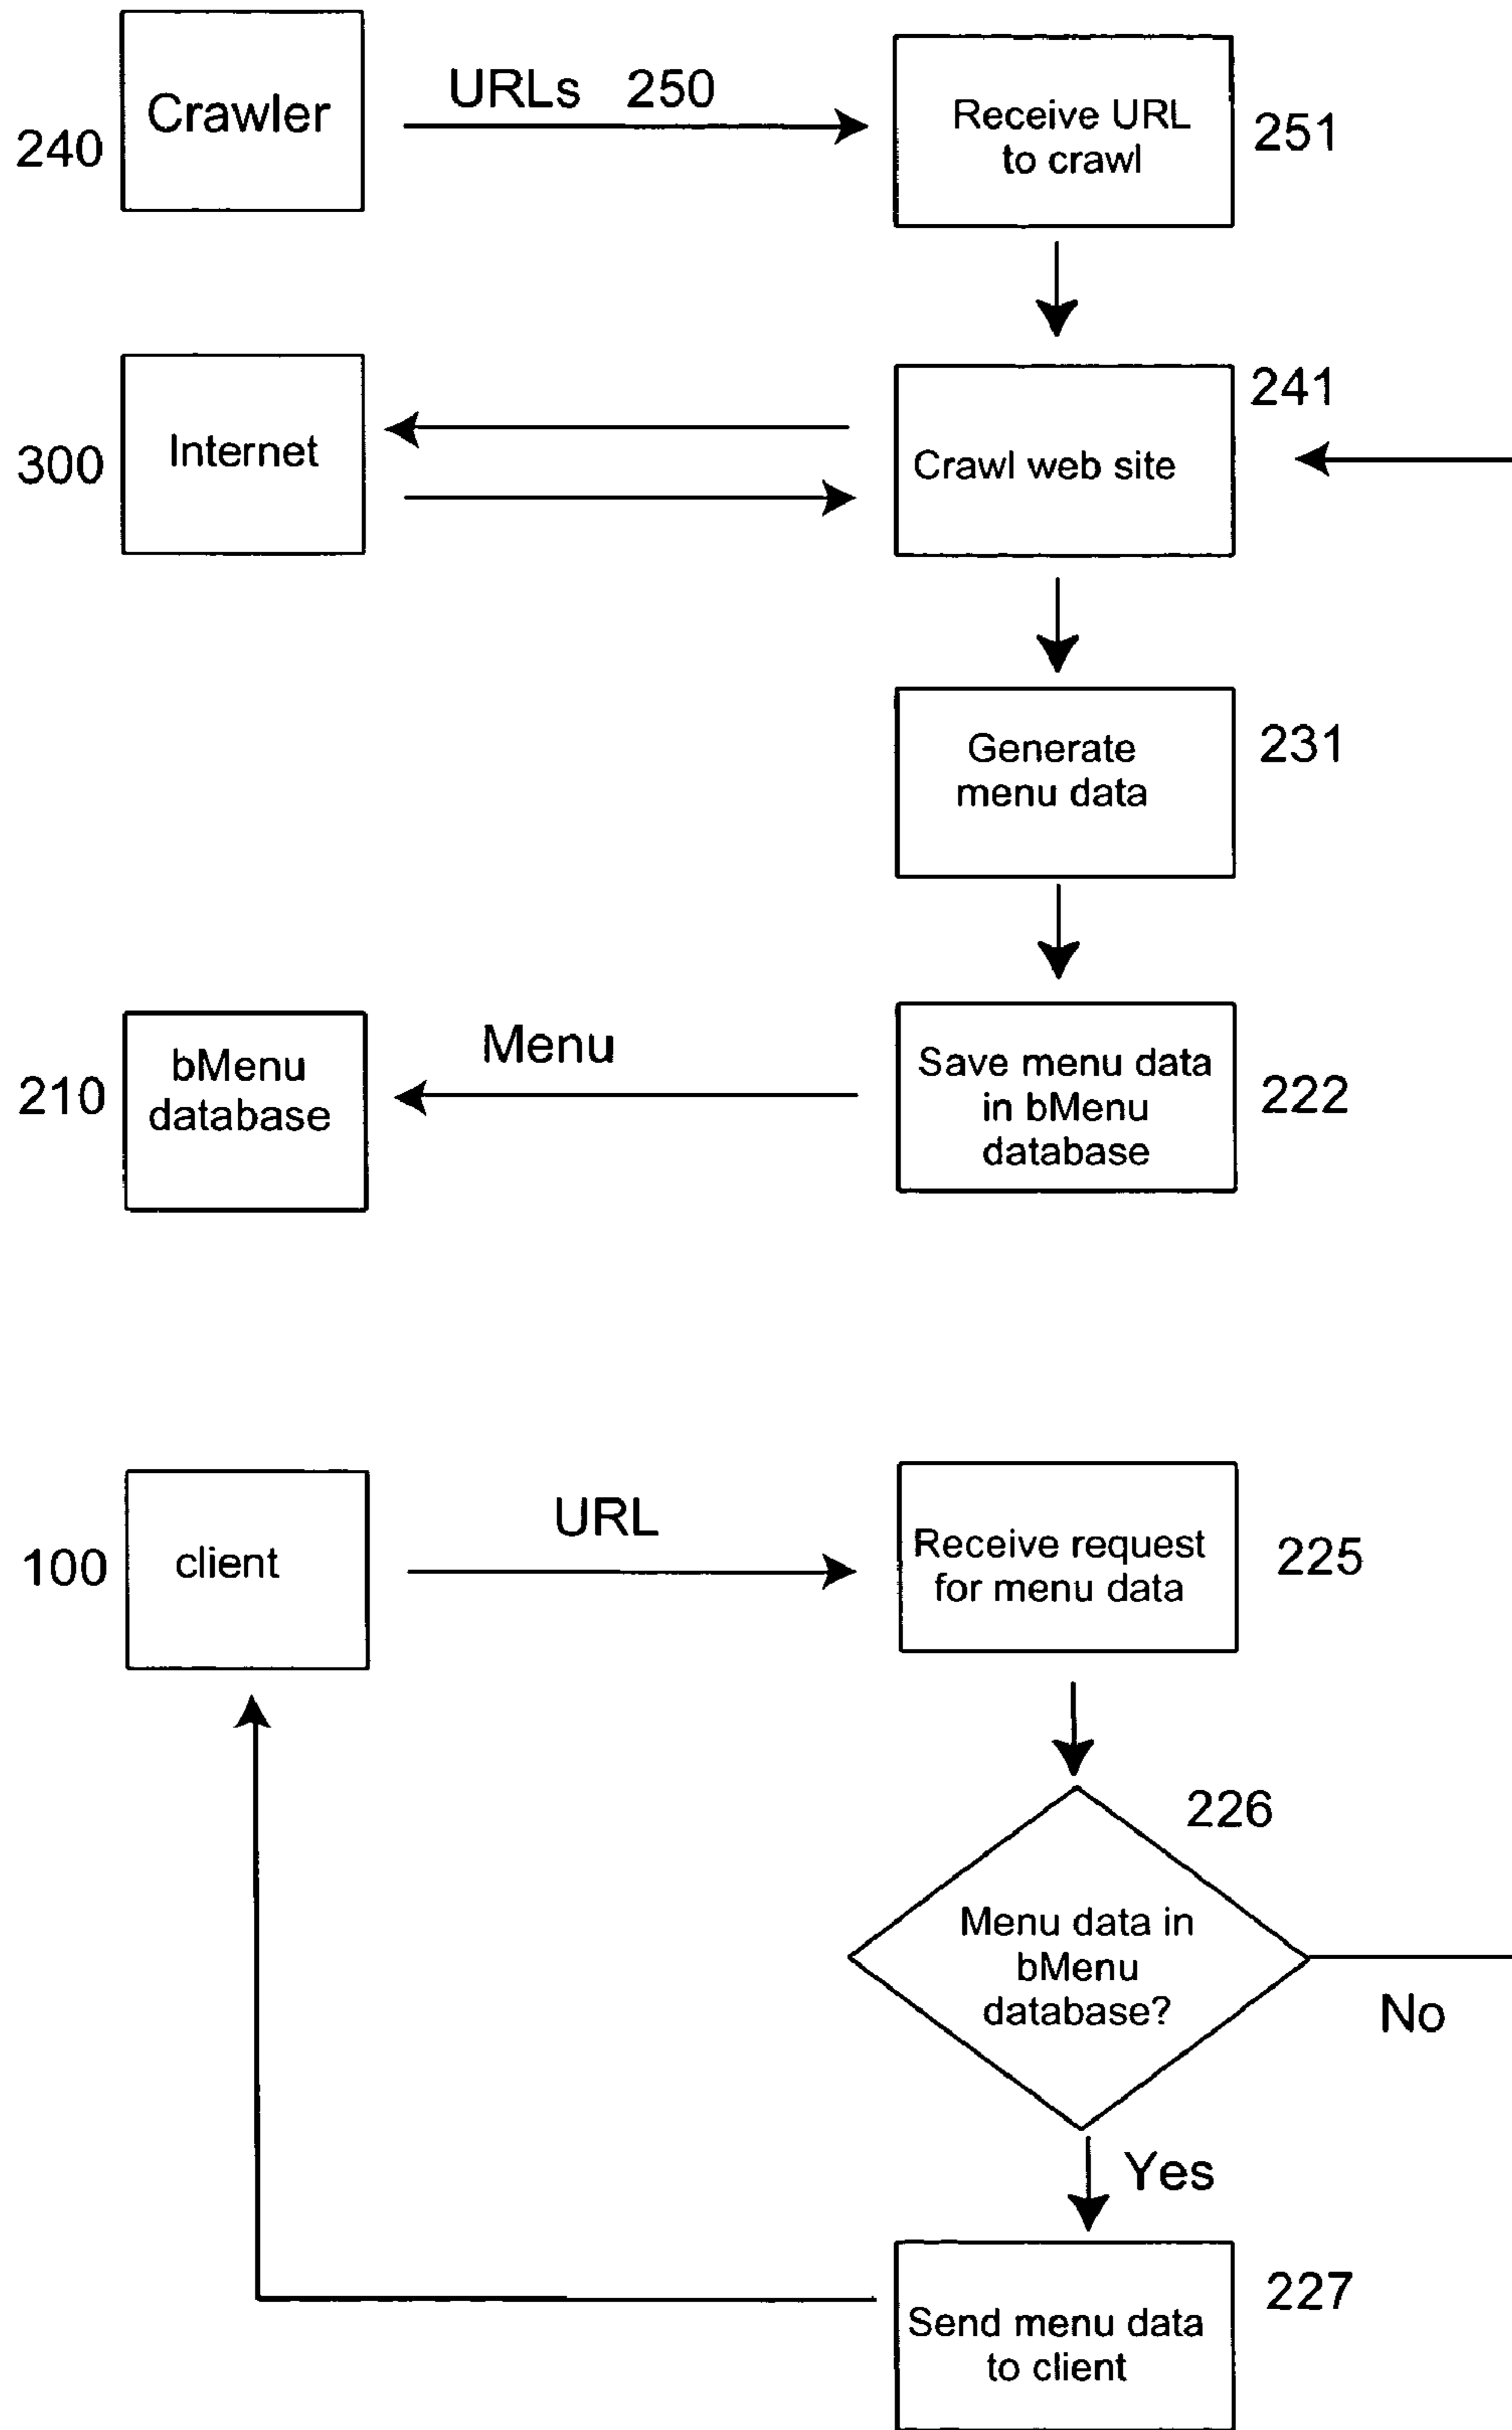 Crawler
240
URLs 250
Receive URL
to crawl
251
Internet
300
Crawl web site
241
Generate
menu data
231
bMenu
database
210
Menu
Save menu data
in bMenu
database
222
client
100
URL
Receive request
for menu data
225
226
Menu data in
bMenu
database?
No
Yes
227
Send menu data
to client